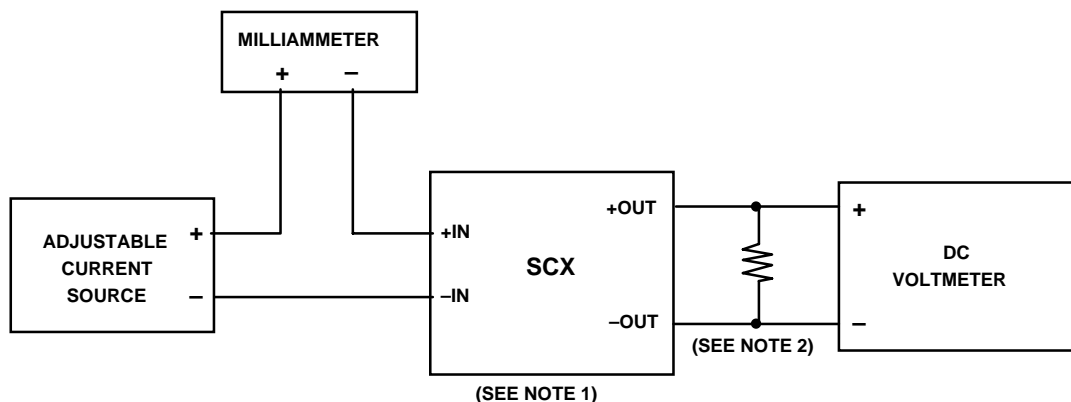 MILLIAMMETER
+ −
ADJUSTABLE
CURRENT
SOURCE
+
−
+IN
−IN
SCX
+OUT
−OUT
(SEE NOTE 1)
(SEE NOTE 2)
+
−
DC
VOLTMETER